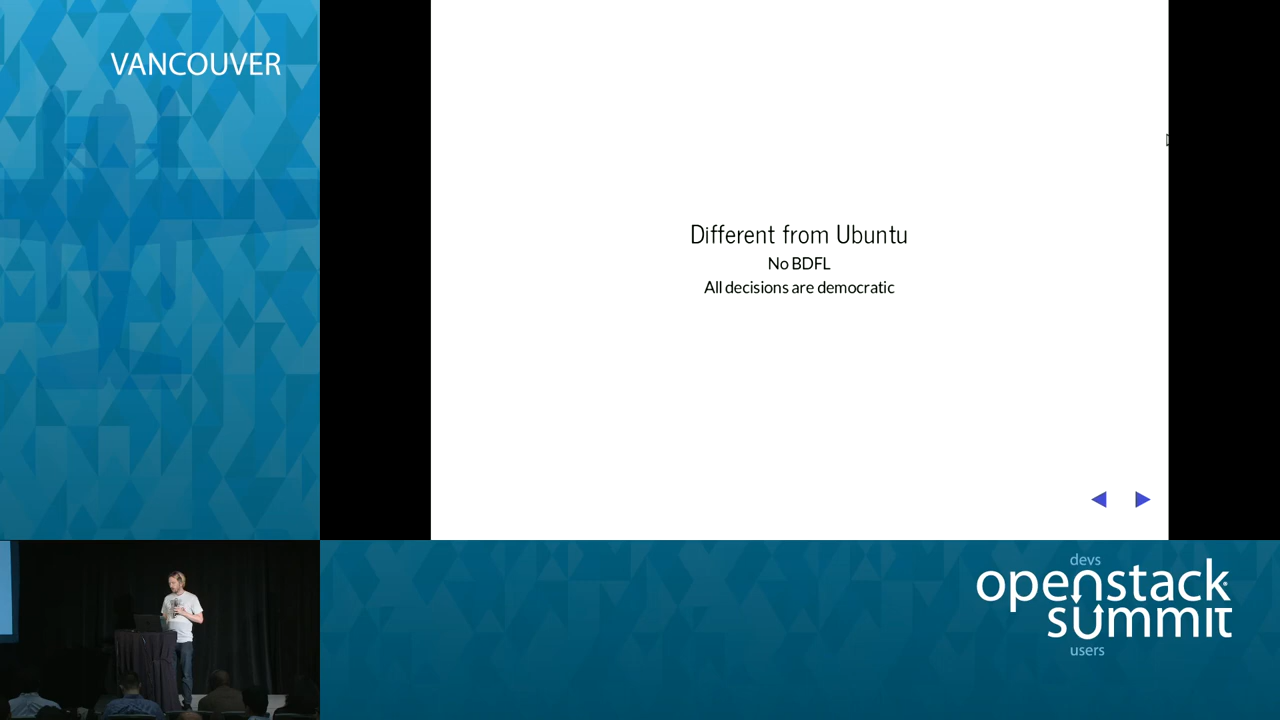 VANCOUVER
Different from Ubuntu
No BDFL
All decisions are democratic
devs
openstack
summit
users